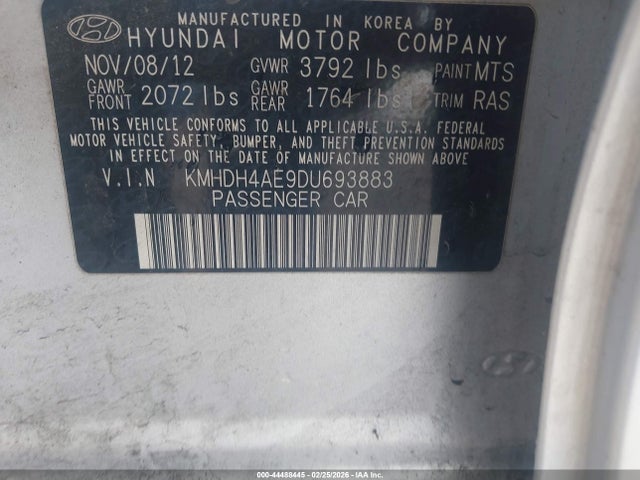 MANUFACTURED IN KOREA BY
HYUNDAI MOTOR COMPANY
NOV/08/12 GVWR 3792 lbs PAINT MTS
GAWR FRONT 2072 lbs GAWR REAR 1764 lbs TRIM RAS
THIS VEHICLE CONFORMS TO ALL APPLICABLE U.S.A. FEDERAL
MOTOR VEHICLE SAFETY, BUMPER, AND THEFT PREVENTION STANDARDS
IN EFFECT ON THE DATE OF MANUFACTURE SHOWN ABOVE
V.I.N KMHDH4AE9DU693883
PASSENGER CAR
000-44488445 - 02/25/2026 - IAAI.COM